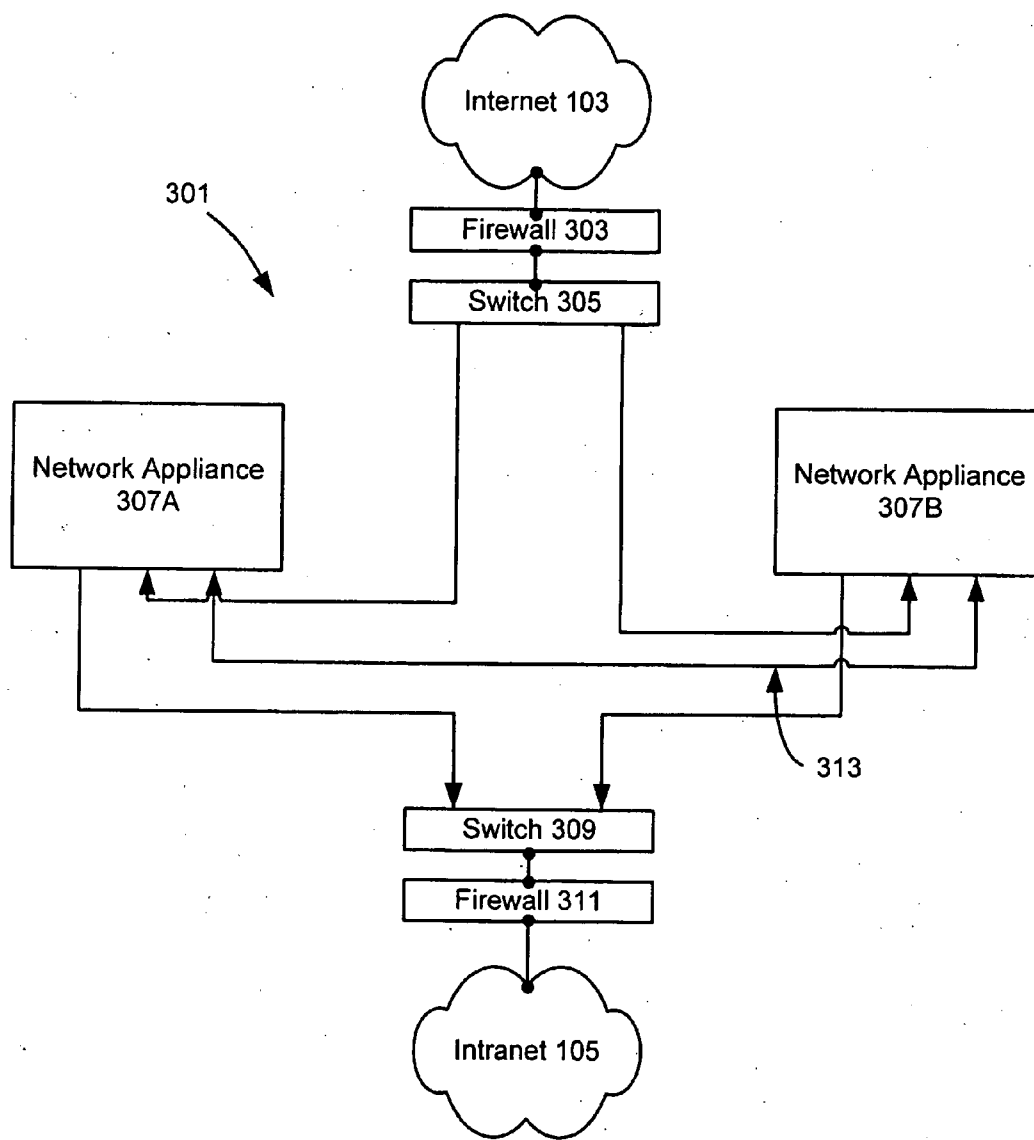 Internet 103
301
Firewall 303
Switch 305
Network Appliance
307A
Network Appliance
307B
313
Switch 309
Firewall 311
Intranet 105